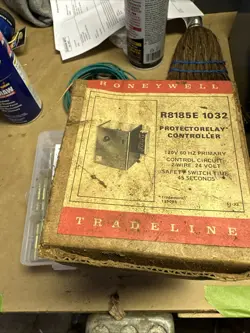 HONEYWELL
R8185E 1032
PROTECTORELAY
CONTROLLER
120V 60 HZ PRIMARY
CONTROL CIRCUIT:
2-WIRE, 24 VOLT
SAFETY SWITCH TIME
45 SECONDS
TRADELINE